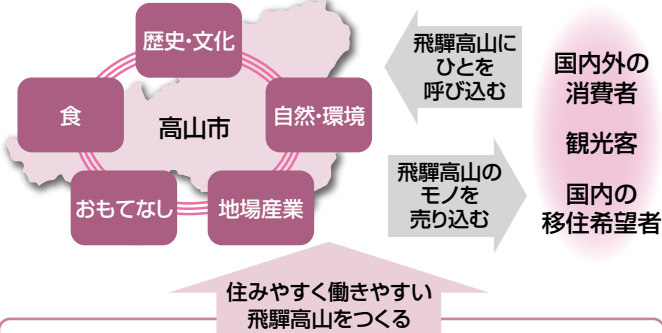 歴史・文化
食
高山市
自然・環境
おもてなし
地場産業
飛驒高山に
ひとを
呼び込む
飛驒高山の
モノを
売り込む
国内外の
消費者
観光客
国内の
移住希望者
住みやすく働きやすい
飛驒高山をつくる